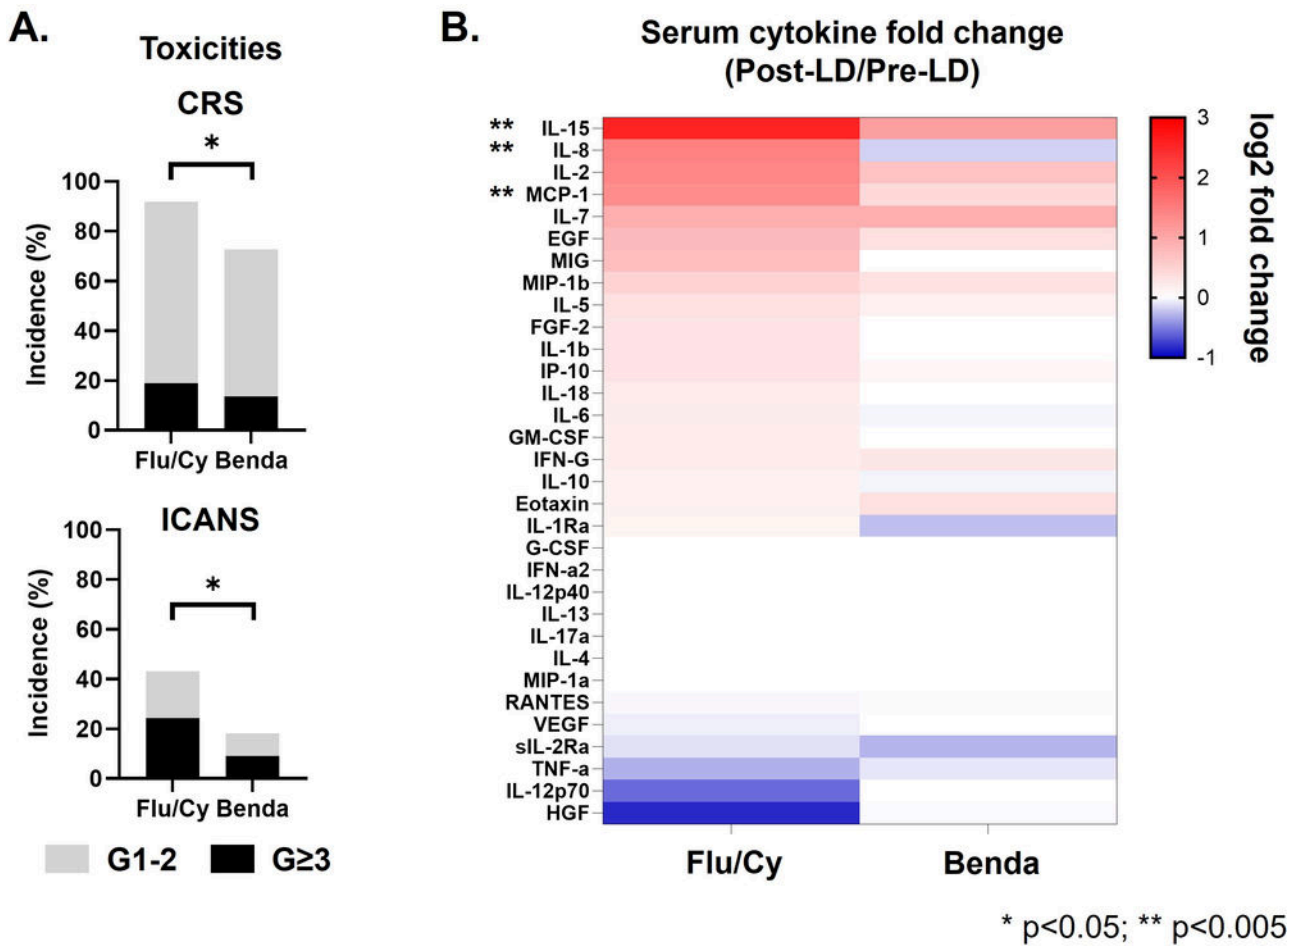 A.
Toxicities
CRS
*
100
80
60
40
20
0
Incidence (%)
Flu/Cy Benda
ICANS
*
100
80
60
40
20
0
Incidence (%)
Flu/Cy Benda
G1-2 G≥3
B.
Serum cytokine fold change
(Post-LD/Pre-LD)
** IL-15
** IL-8
IL-2
** MCP-1
IL-7
EGF
MIG
MIP-1b
IL-5
FGF-2
IL-1b
IP-10
IL-18
IL-6
GM-CSF
IFN-G
IL-10
Eotaxin
IL-1Ra
G-CSF
IFN-a2
IL-12p40
IL-13
IL-17a
IL-4
MIP-1a
RANTES
VEGF
sIL-2Ra
TNF-a
IL-12p70
HGF
Flu/Cy Benda
3
2
1
0
-1
log2 fold change
* p<0.05; ** p<0.005